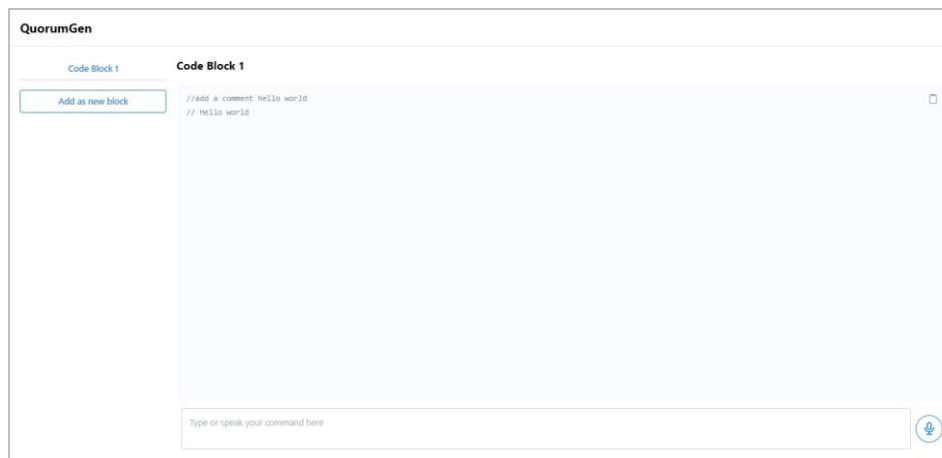 QuorumGen
Code Block 1
Add as new block
Code Block 1
//add a comment hello world
// Hello world
Type or speak your command here